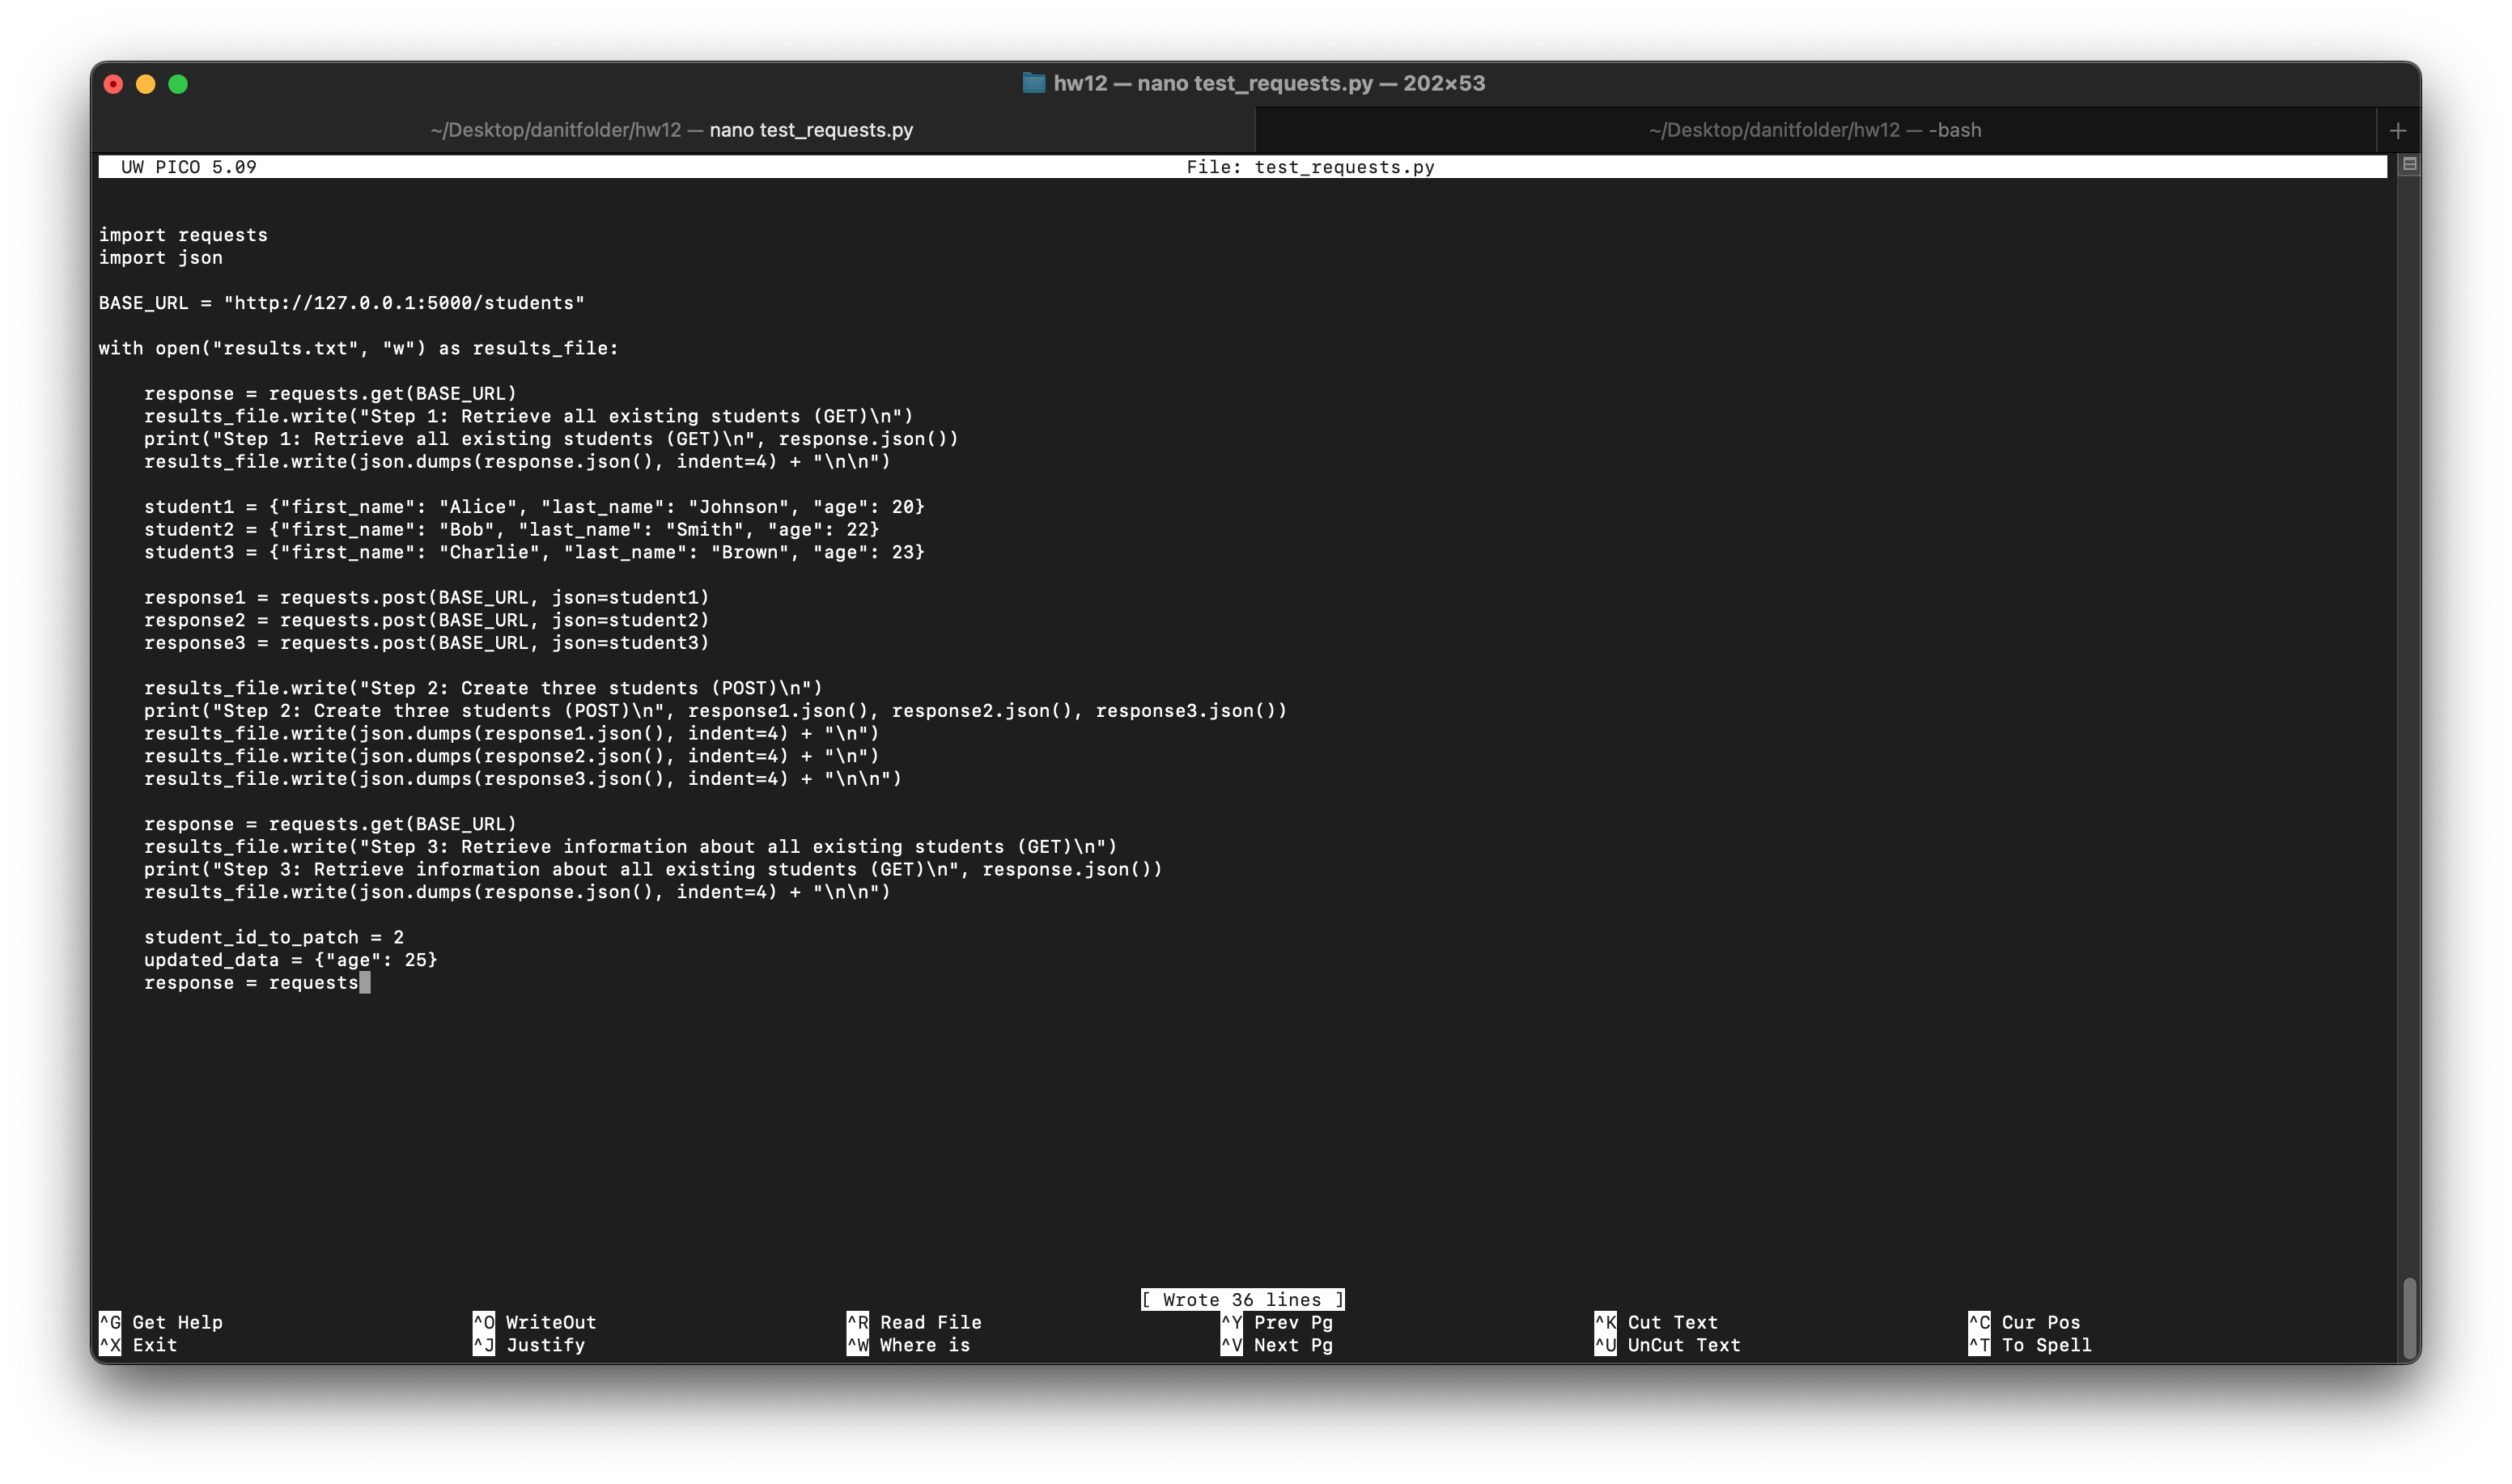 hw12 — nano test_requests.py — 202×53
~/Desktop/danitfolder/hw12 — nano test_requests.py
~/Desktop/danitfolder/hw12 — -bash
UW PICO 5.09 File: test_requests.py
import requests
import json
BASE_URL = "http://127.0.0.1:5000/students"
with open("results.txt", "w") as results_file:
    response = requests.get(BASE_URL)
    results_file.write("Step 1: Retrieve all existing students (GET)\n")
    print("Step 1: Retrieve all existing students (GET)\n", response.json())
    results_file.write(json.dumps(response.json(), indent=4) + "\n\n")
    student1 = {"first_name": "Alice", "last_name": "Johnson", "age": 20}
    student2 = {"first_name": "Bob", "last_name": "Smith", "age": 22}
    student3 = {"first_name": "Charlie", "last_name": "Brown", "age": 23}
    response1 = requests.post(BASE_URL, json=student1)
    response2 = requests.post(BASE_URL, json=student2)
    response3 = requests.post(BASE_URL, json=student3)
    results_file.write("Step 2: Create three students (POST)\n")
    print("Step 2: Create three students (POST)\n", response1.json(), response2.json(), response3.json())
    results_file.write(json.dumps(response1.json(), indent=4) + "\n")
    results_file.write(json.dumps(response2.json(), indent=4) + "\n")
    results_file.write(json.dumps(response3.json(), indent=4) + "\n\n")
    response = requests.get(BASE_URL)
    results_file.write("Step 3: Retrieve information about all existing students (GET)\n")
    print("Step 3: Retrieve information about all existing students (GET)\n", response.json())
    results_file.write(json.dumps(response.json(), indent=4) + "\n\n")
    student_id_to_patch = 2
    updated_data = {"age": 25}
    response = requests
[ Wrote 36 lines ]
^G Get Help ^O WriteOut ^R Read File ^Y Prev Pg ^K Cut Text ^C Cur Pos
^X Exit ^J Justify ^W Where is ^V Next Pg ^U UnCut Text ^T To Spell